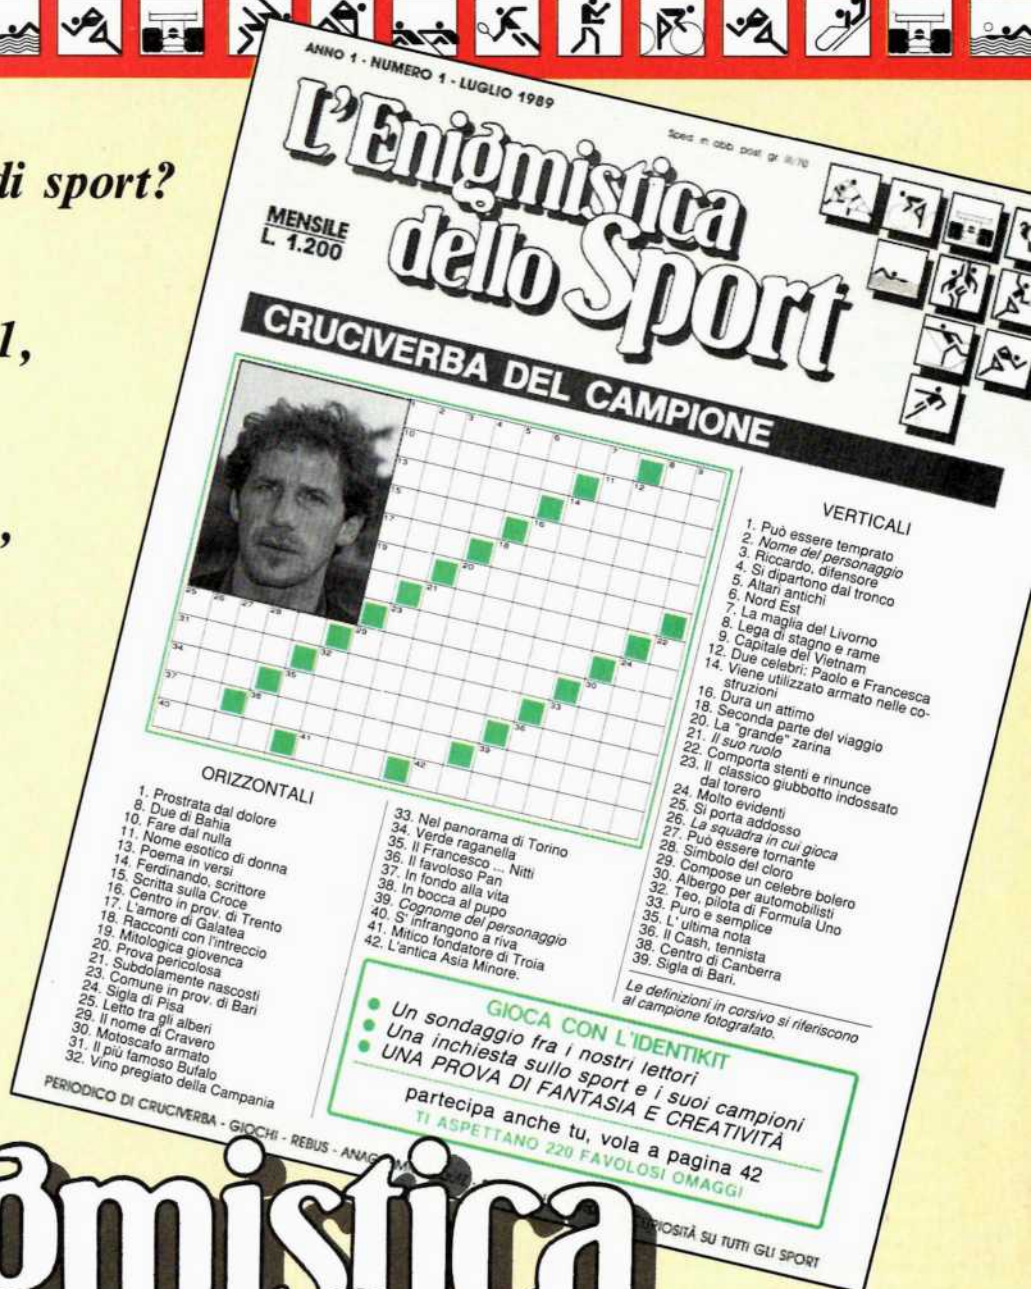 di sport?
ANNO 1 - NUMERO 1 - LUGLIO 1989
Sped. in abb. post. gr. III/70
L'Enigmistica
dello Sport
MENSILE
L. 1.200
CRUCIVERBA DEL CAMPIONE
VERTICALI
1. Può essere temprato
2. Nome del personaggio
3. Riccardo, difensore
4. Si dipartono dal tronco
5. Altari antichi
6. Nord Est
7. La maglia del Livorno
8. Lega di stagno e rame
9. Capitale del Vietnam
12. Due celebri: Paolo e Francesca
14. Viene utilizzato armato nelle co-
struzioni
16. Dura un attimo
18. Seconda parte del viaggio
20. La "grande" zarina
21. Il suo ruolo
22. Comporta stenti e rinunce
23. Il classico giubbotto indossato
dal torero
24. Molto evidenti
25. Si porta addosso
26. La squadra in cui gioca
27. Può essere tornante
28. Simbolo del cloro
29. Compose un celebre bolero
30. Albergo per automobilisti
32. Teo, pilota di Formula Uno
33. Puro e semplice
35. L' ultima nota
36. Il Cash, tennista
38. Centro di Canberra
39. Sigla di Bari.
Le definizioni in corsivo si riferiscono
al campione fotografato.
ORIZZONTALI
1. Prostrata dal dolore
8. Due di Bahia
10. Fare dal nulla
11. Nome esotico di donna
13. Poema in versi
14. Ferdinando, scrittore
15. Scritta sulla Croce
16. Centro in prov. di Trento
17. L'amore di Galatea
18. Racconti con l'intreccio
19. Mitologica giovenca
20. Prova pericolosa
21. Subdolamente nascosti
23. Comune in prov. di Bari
24. Sigla di Pisa
25. Letto tra gli alberi
29. Il nome di Cravero
30. Motoscafo armato
31. Il più famoso Bufalo
32. Vino pregiato della Campania
33. Nel panorama di Torino
34. Verde raganella
35. Il Francesco ... Nitti
36. Il favoloso Pan
37. In fondo alla vita
38. In bocca al pupo
39. Cognome del personaggio
40. S' infrangono a riva
41. Mitico fondatore di Troia
42. L'antica Asia Minore.
GIOCA CON L'IDENTIKIT
Un sondaggio fra i nostri lettori
Una inchiesta sullo sport e i suoi campioni
UNA PROVA DI FANTASIA E CREATIVITÀ
partecipa anche tu, vola a pagina 42
TI ASPETTANO 220 FAVOLOSI OMAGGI
PERIODICO DI CRUCIVERBA - GIOCHI - REBUS - ANAG
SU TUTTI GLI SPORT
gmistica